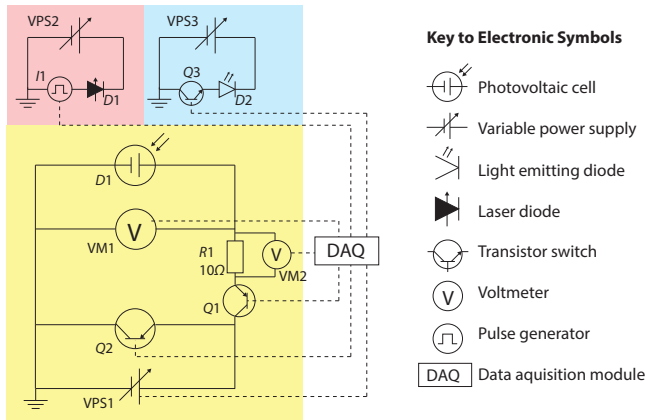 VPS2
I1
D1
VPS3
Q3
D2
D1
V
VM1
R1
10Ω
V
VM2
DAQ
Q1
Q2
VPS1
Key to Electronic Symbols
Photovoltaic cell
Variable power supply
Light emitting diode
Laser diode
Transistor switch
V Voltmeter
Pulse generator
DAQ Data aquisition module